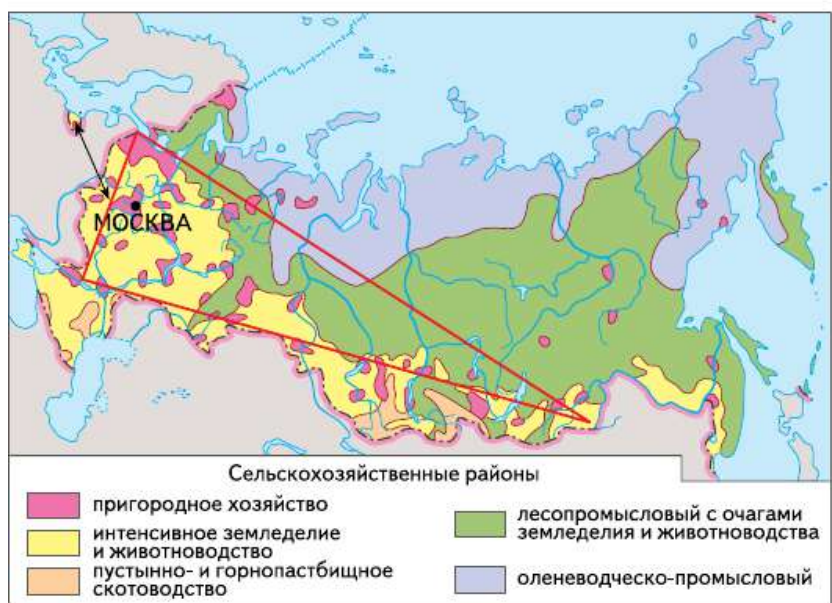 МОСКВА
Сельскохозяйственные районы
пригородное хозяйство
интенсивное земледелие
и животноводство
пустынно- и горнопастбищное
скотоводство
лесопромысловый с очагами
земледелия и животноводства
оленеводческо-промысловый